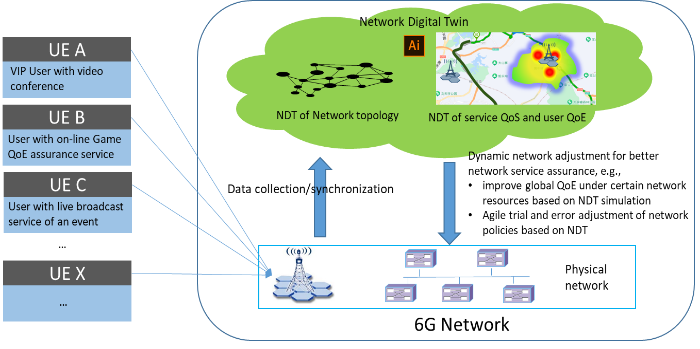 Network Digital Twin
Ai
NDT of Network topology
NDT of service QoS and user QoE
UE A
VIP User with video
conference
UE B
User with on-line Game
QoE assurance service
UE C
User with live broadcast
service of an event
...
UE X
...
Data collection/synchronization
Dynamic network adjustment for better
network service assurance, e.g.,
• improve global QoE under certain network
resources based on NDT simulation
• Agile trial and error adjustment of network
policies based on NDT
Physical
network
6G Network